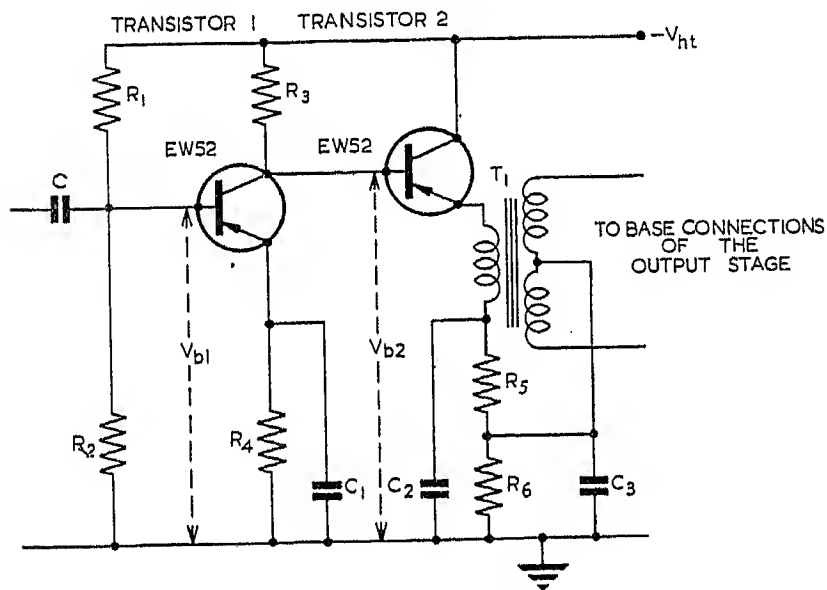 TRANSISTOR 1 TRANSISTOR 2
-Vht
R1
R3
EW52
EW52
C
T1
TO BASE CONNECTIONS
OF THE
OUTPUT STAGE
Vb1
Vb2
R5
R2
R4
C1
C2
R6
C3